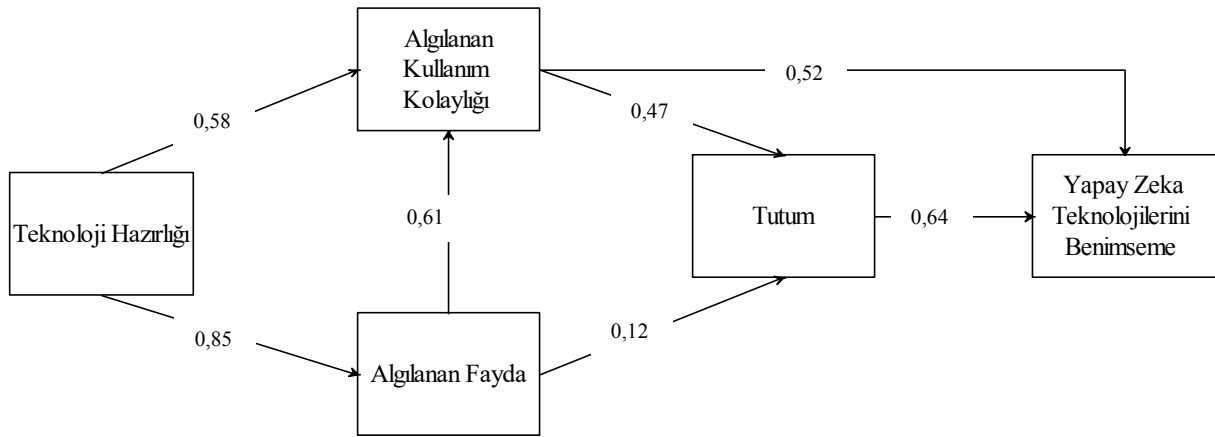 Algılanan
Kullanım
Kolaylığı
0,52
0,47
0,58
Teknoloji Hazırlığı
0,61
Tutum
0,64
Yapay Zeka
Teknolojilerini
Benimseme
0,85
Algılanan Fayda
0,12